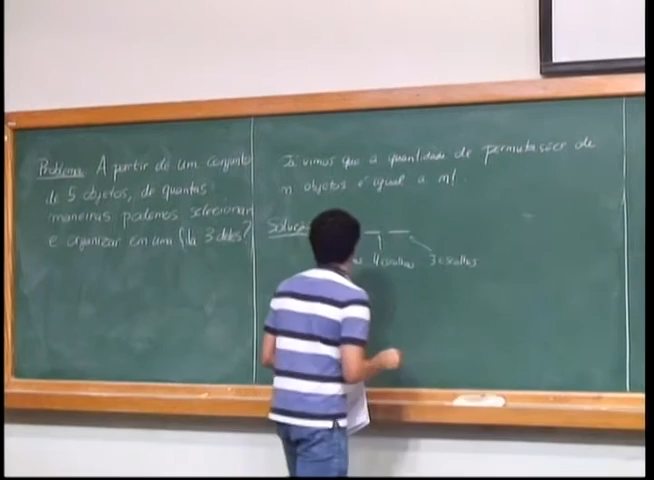 Problema: A partir de um conjunto
de 5 objetos, de quantas
maneiras podemos selecionar
e organizar em uma fila 3 deles?
Já vimos que a quantidade de permutações de
n objetos é igual a n!.
4 escolhas 3 escolhas